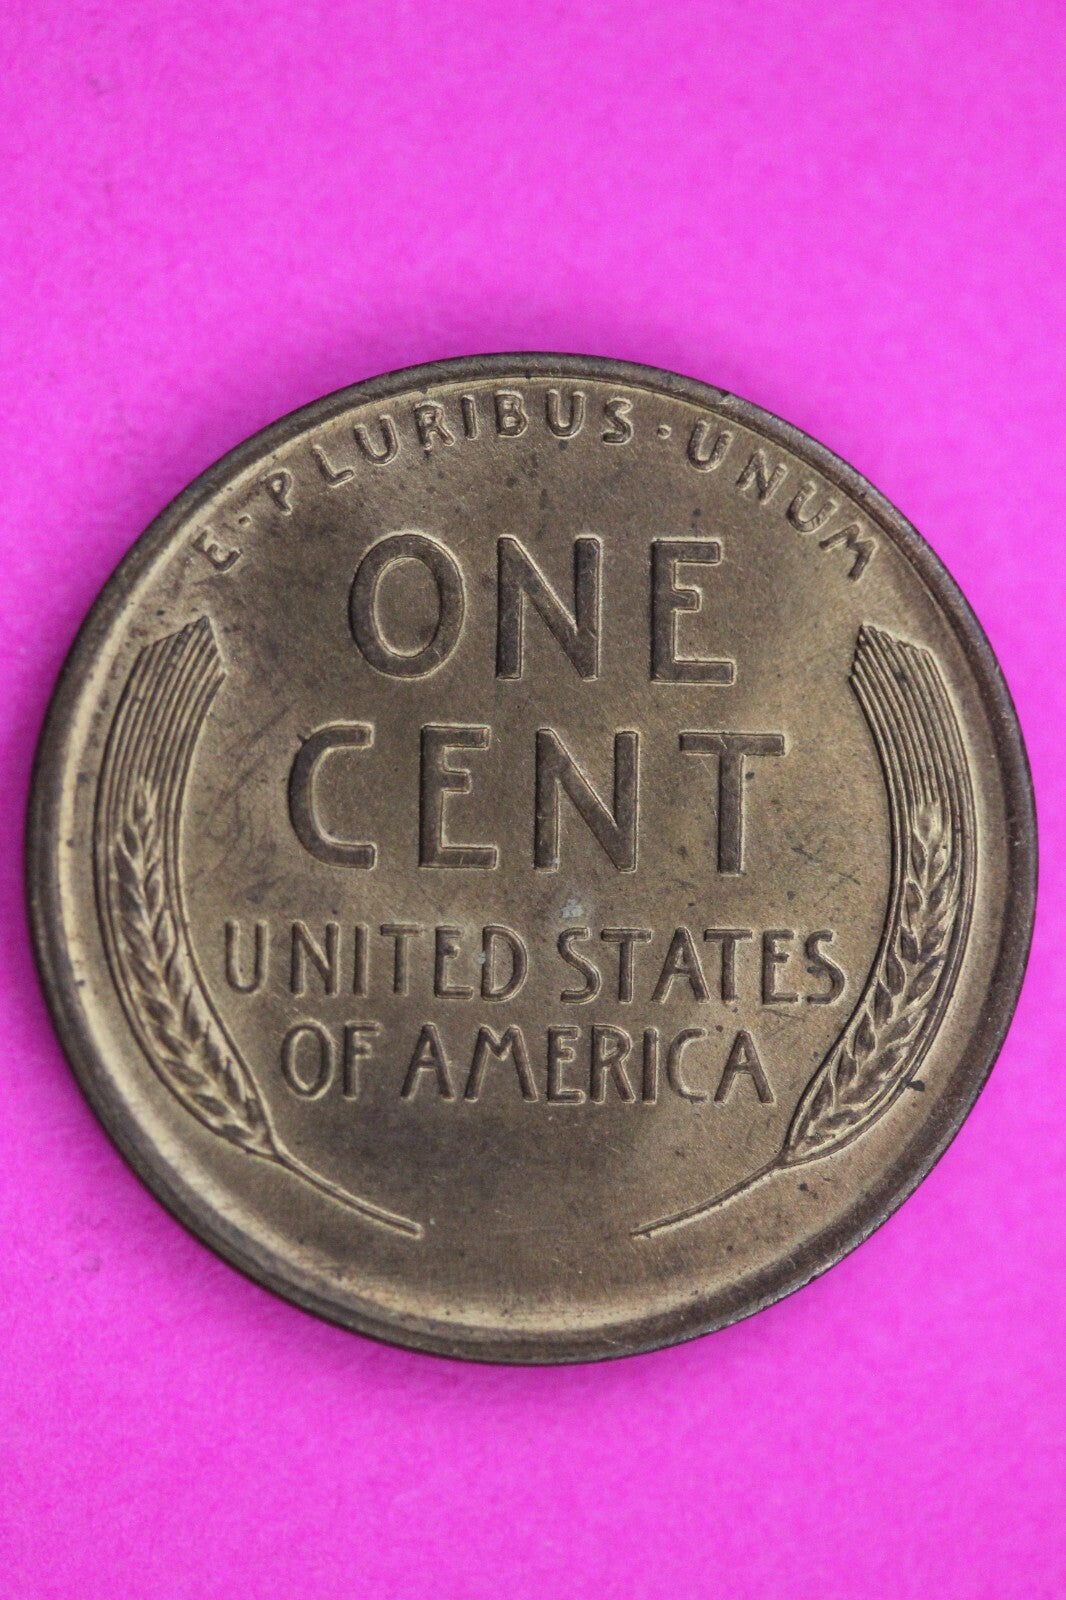 E·PLURIBUS·UNUM
ONE
CENT
UNITED STATES
OF AMERICA